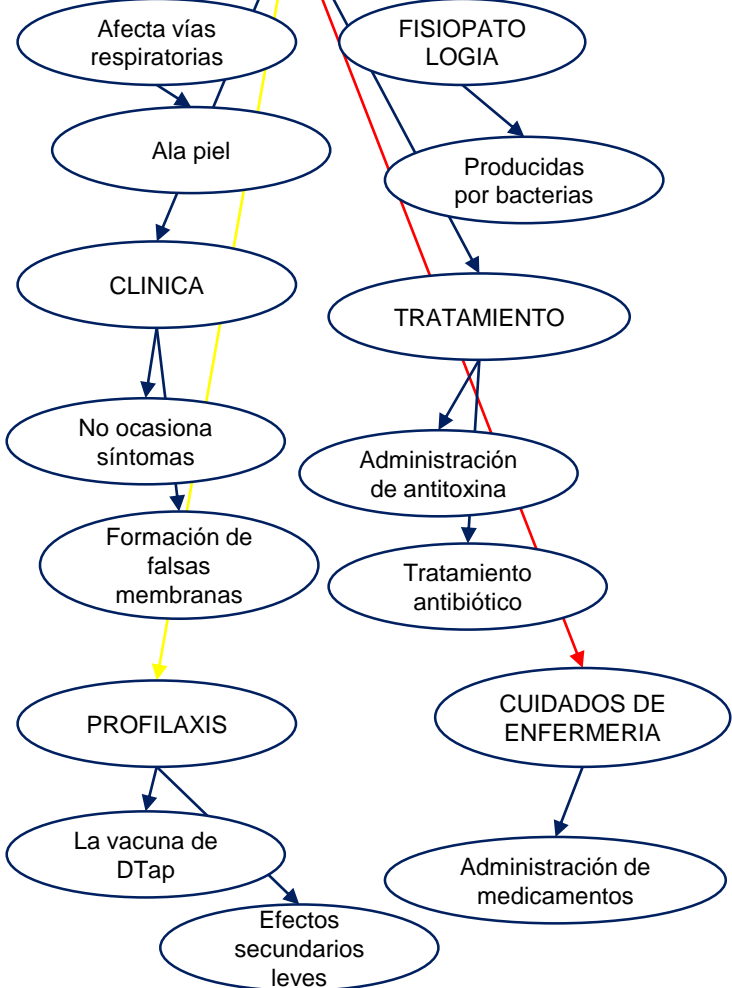 Afecta vías
respiratorias
FISIOPATO
LOGIA
Ala piel
Producidas
por bacterias
CLINICA
TRATAMIENTO
No ocasiona
síntomas
Administración
de antitoxina
Formación de
falsas
membranas
Tratamiento
antibiótico
PROFILAXIS
CUIDADOS DE
ENFERMERIA
La vacuna de
DTap
Administración de
medicamentos
Efectos
secundarios
leves